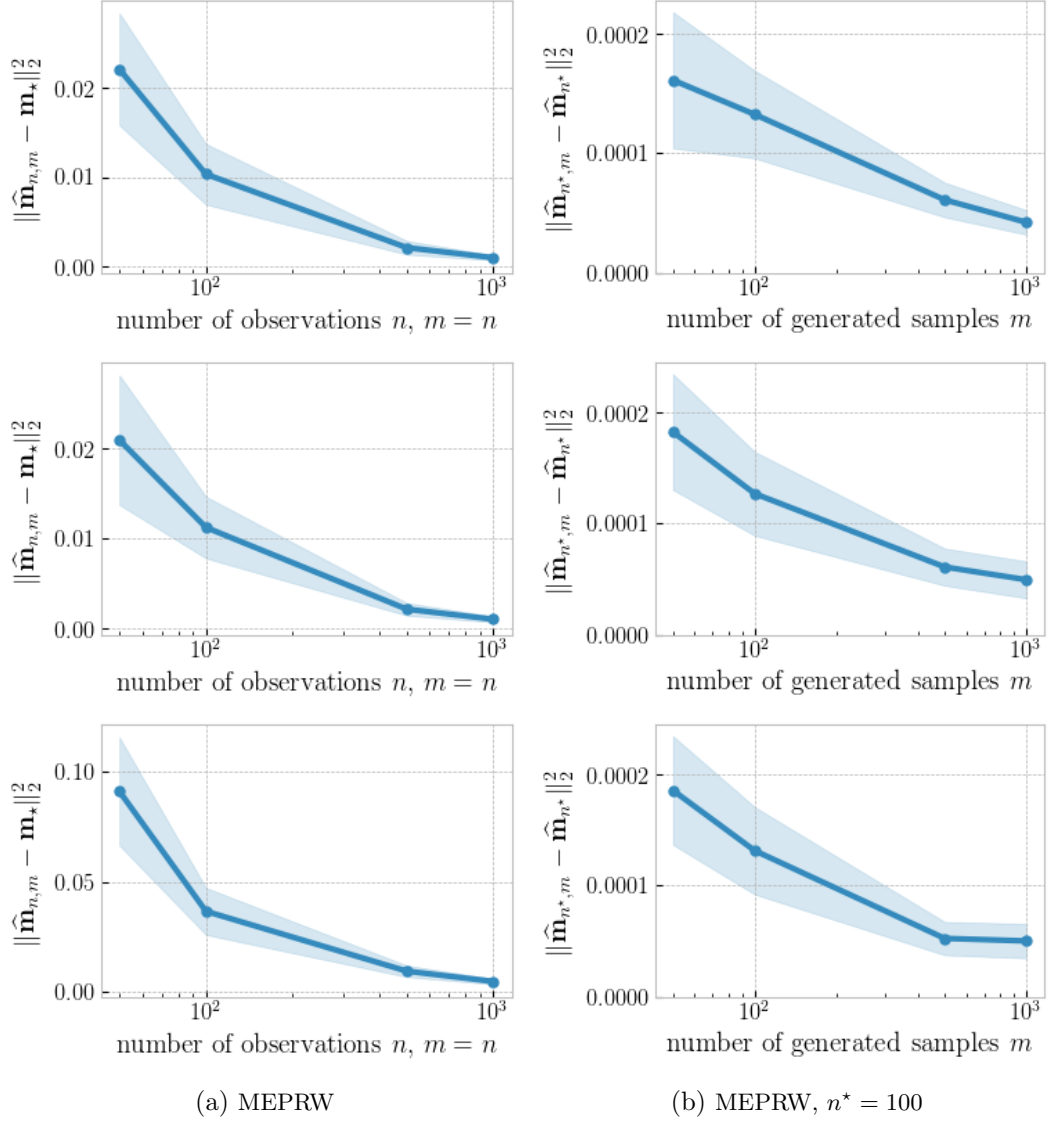 ||m̂ₙ,ₘ − m⋆||₂²
0.02
0.01
0.00
10² 10³
number of observations n, m = n
||m̂ₙ⋆,ₘ − m̂ₙ⋆||₂²
0.0002
0.0001
0.0000
10² 10³
number of generated samples m
||m̂ₙ,ₘ − m⋆||₂²
0.02
0.01
0.00
10² 10³
number of observations n, m = n
||m̂ₙ⋆,ₘ − m̂ₙ⋆||₂²
0.0002
0.0001
0.0000
10² 10³
number of generated samples m
||m̂ₙ,ₘ − m⋆||₂²
0.10
0.05
0.00
10² 10³
number of observations n, m = n
||m̂ₙ⋆,ₘ − m̂ₙ⋆||₂²
0.0002
0.0001
0.0000
10² 10³
number of generated samples m
(a) MEPRW
(b) MEPRW, n⋆ = 100